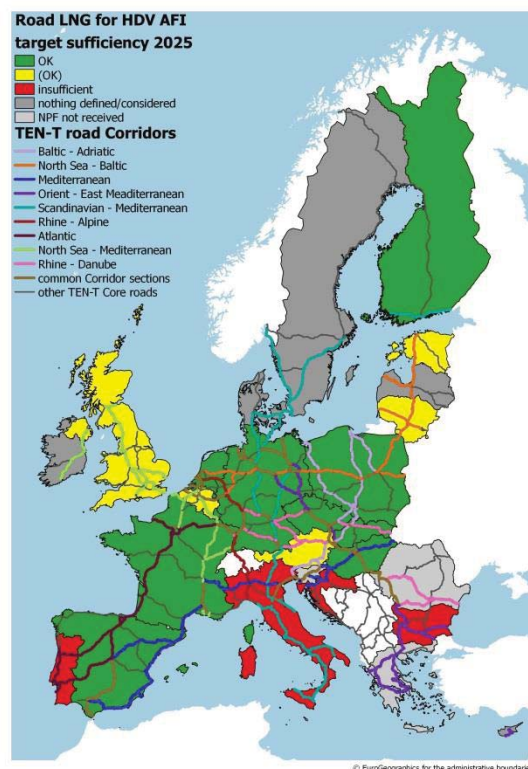 Road LNG for HDV AFI
target sufficiency 2025
OK
(OK)
insufficient
nothing defined/considered
NPF not received
TEN-T road Corridors
Baltic - Adriatic
North Sea - Baltic
Mediterranean
Orient - East Meaditerranean
Scandinavian - Mediterranean
Rhine - Alpine
Atlantic
North Sea - Mediterranean
Rhine - Danube
common Corridor sections
other TEN-T Core roads
© EuroGeographics for the administrative boundarie